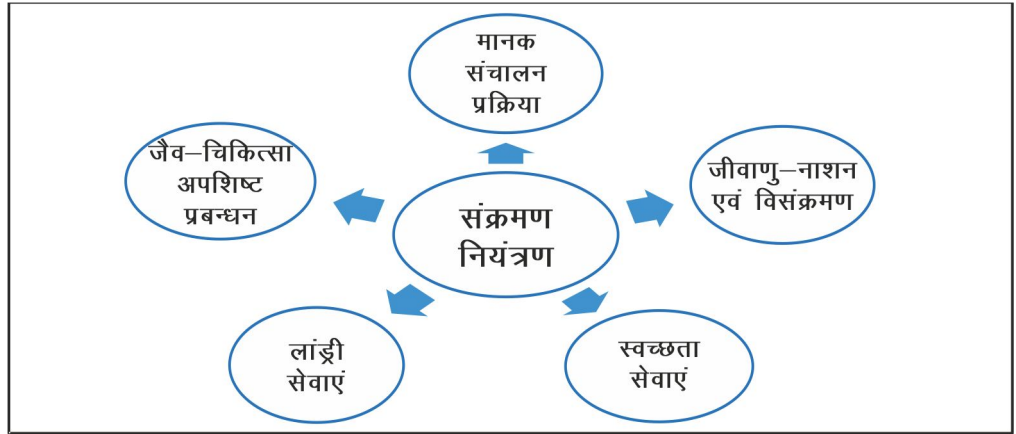 मानक
संचालन
प्रक्रिया
जैव–चिकित्सा
अपशिष्ट
प्रबन्धन
जीवाणु–नाशन
एवं विसंक्रमण
संक्रमण
नियंत्रण
लांड्री
सेवाएं
स्वच्छता
सेवाएं